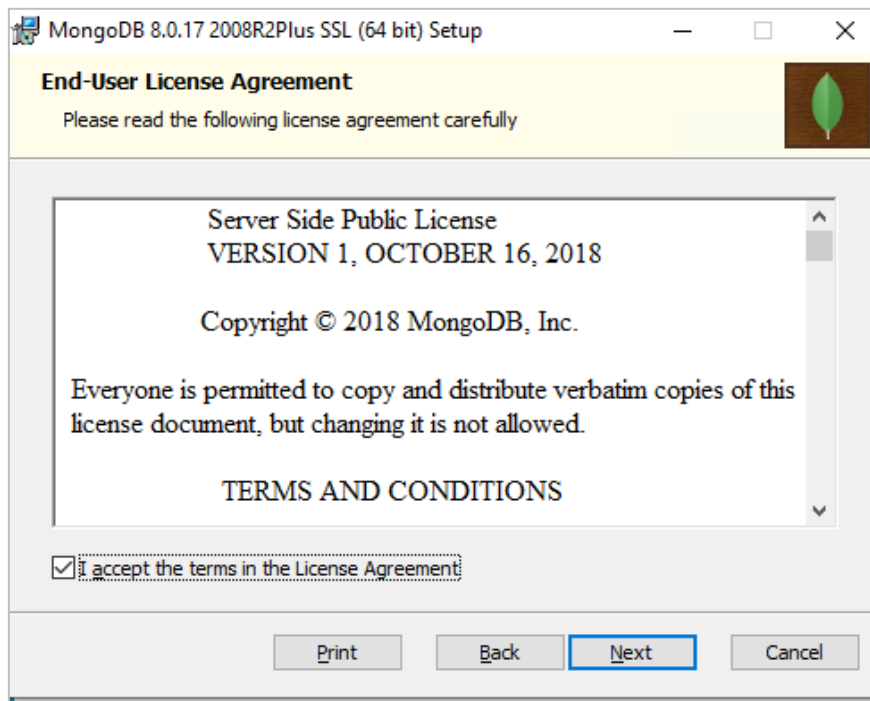 MongoDB 8.0.17 2008R2Plus SSL (64 bit) Setup
End-User License Agreement
Please read the following license agreement carefully
Server Side Public License
VERSION 1, OCTOBER 16, 2018
Copyright © 2018 MongoDB, Inc.
Everyone is permitted to copy and distribute verbatim copies of this
license document, but changing it is not allowed.
TERMS AND CONDITIONS
I accept the terms in the License Agreement
Print Back Next Cancel